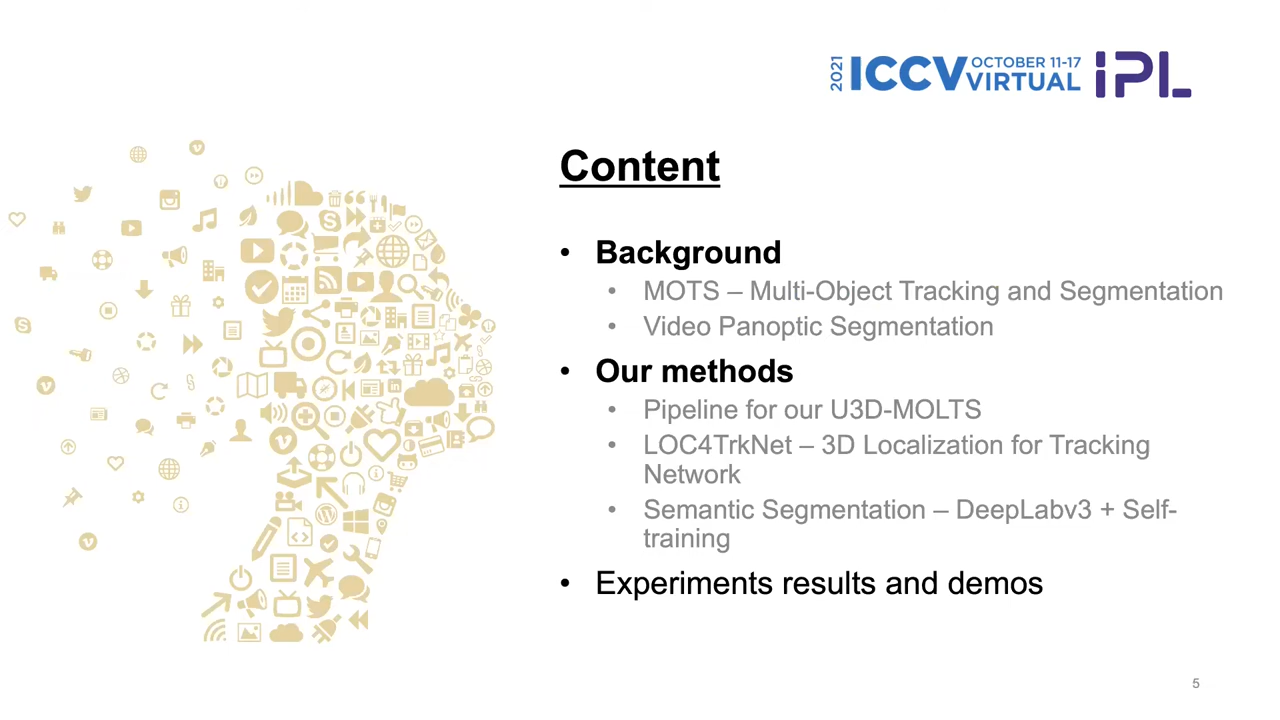 2021 ICCV OCTOBER 11-17 VIRTUAL iPL
Content
• Background
• MOTS – Multi-Object Tracking and Segmentation
• Video Panoptic Segmentation
• Our methods
• Pipeline for our U3D-MOLTS
• LOC4TrkNet – 3D Localization for Tracking
Network
• Semantic Segmentation – DeepLabv3 + Self-
training
• Experiments results and demos
5